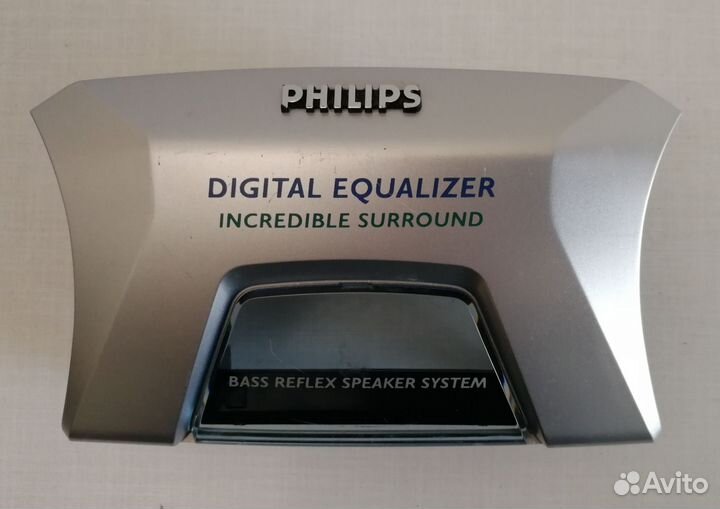 PHILIPS
DIGITAL EQUALIZER
INCREDIBLE SURROUND
BASS REFLEX SPEAKER SYSTEM
Avito